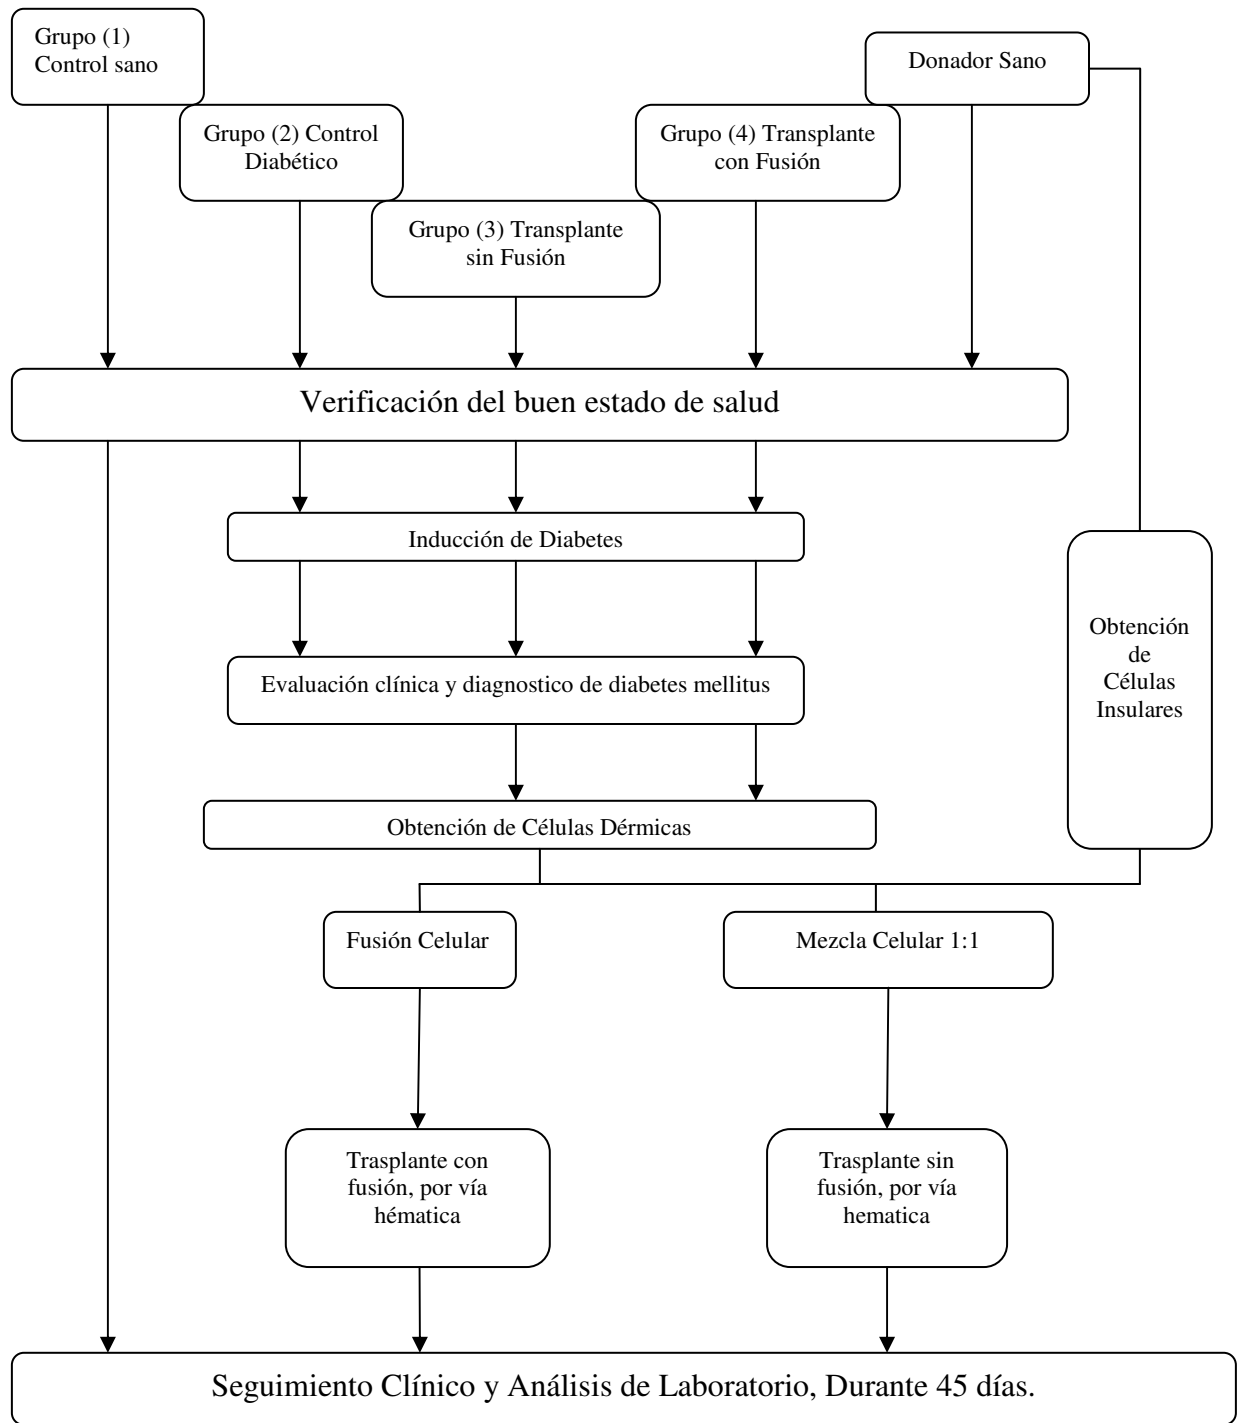 Grupo (1)
Control sano
Donador Sano
Grupo (2) Control
Diabético
Grupo (4) Transplante
con Fusión
Grupo (3) Transplante
sin Fusión
Verificación del buen estado de salud
Inducción de Diabetes
Obtención
de
Células
Insulares
Evaluación clínica y diagnostico de diabetes mellitus
Obtención de Células Dérmicas
Fusión Celular
Mezcla Celular 1:1
Trasplante con
fusión, por vía
hématica
Trasplante sin
fusión, por vía
hematica
Seguimiento Clínico y Análisis de Laboratorio, Durante 45 días.